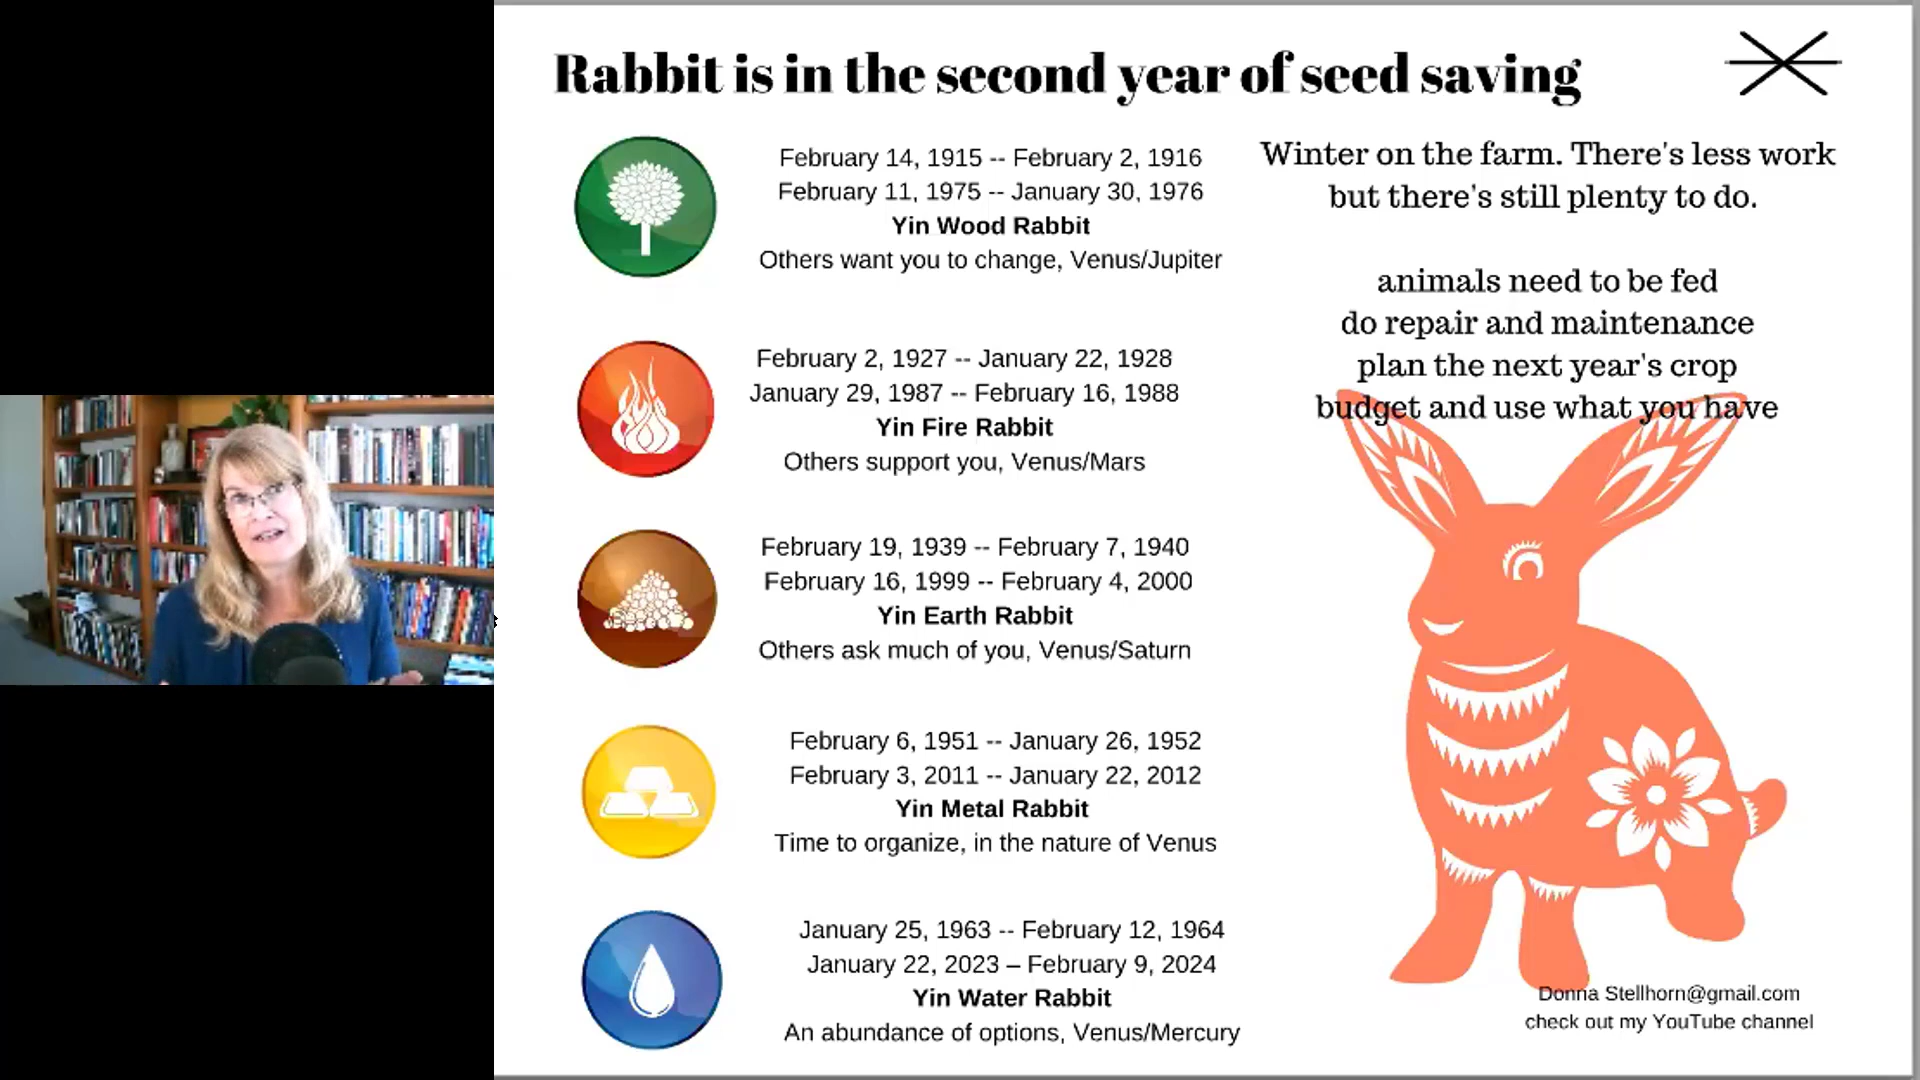 Rabbit is in the second year of seed saving
February 14, 1915 -- February 2, 1916
February 11, 1975 -- January 30, 1976
Yin Wood Rabbit
Others want you to change, Venus/Jupiter
February 2, 1927 -- January 22, 1928
January 29, 1987 -- February 16, 1988
Yin Fire Rabbit
Others support you, Venus/Mars
February 19, 1939 -- February 7, 1940
February 16, 1999 -- February 4, 2000
Yin Earth Rabbit
Others ask much of you, Venus/Saturn
February 6, 1951 -- January 26, 1952
February 3, 2011 -- January 22, 2012
Yin Metal Rabbit
Time to organize, in the nature of Venus
January 25, 1963 -- February 12, 1964
January 22, 2023 – February 9, 2024
Yin Water Rabbit
An abundance of options, Venus/Mercury
Winter on the farm. There's less work
but there's still plenty to do.
animals need to be fed
do repair and maintenance
plan the next year's crop
budget and use what you have
Donna Stellhorn@gmail.com
check out my YouTube channel